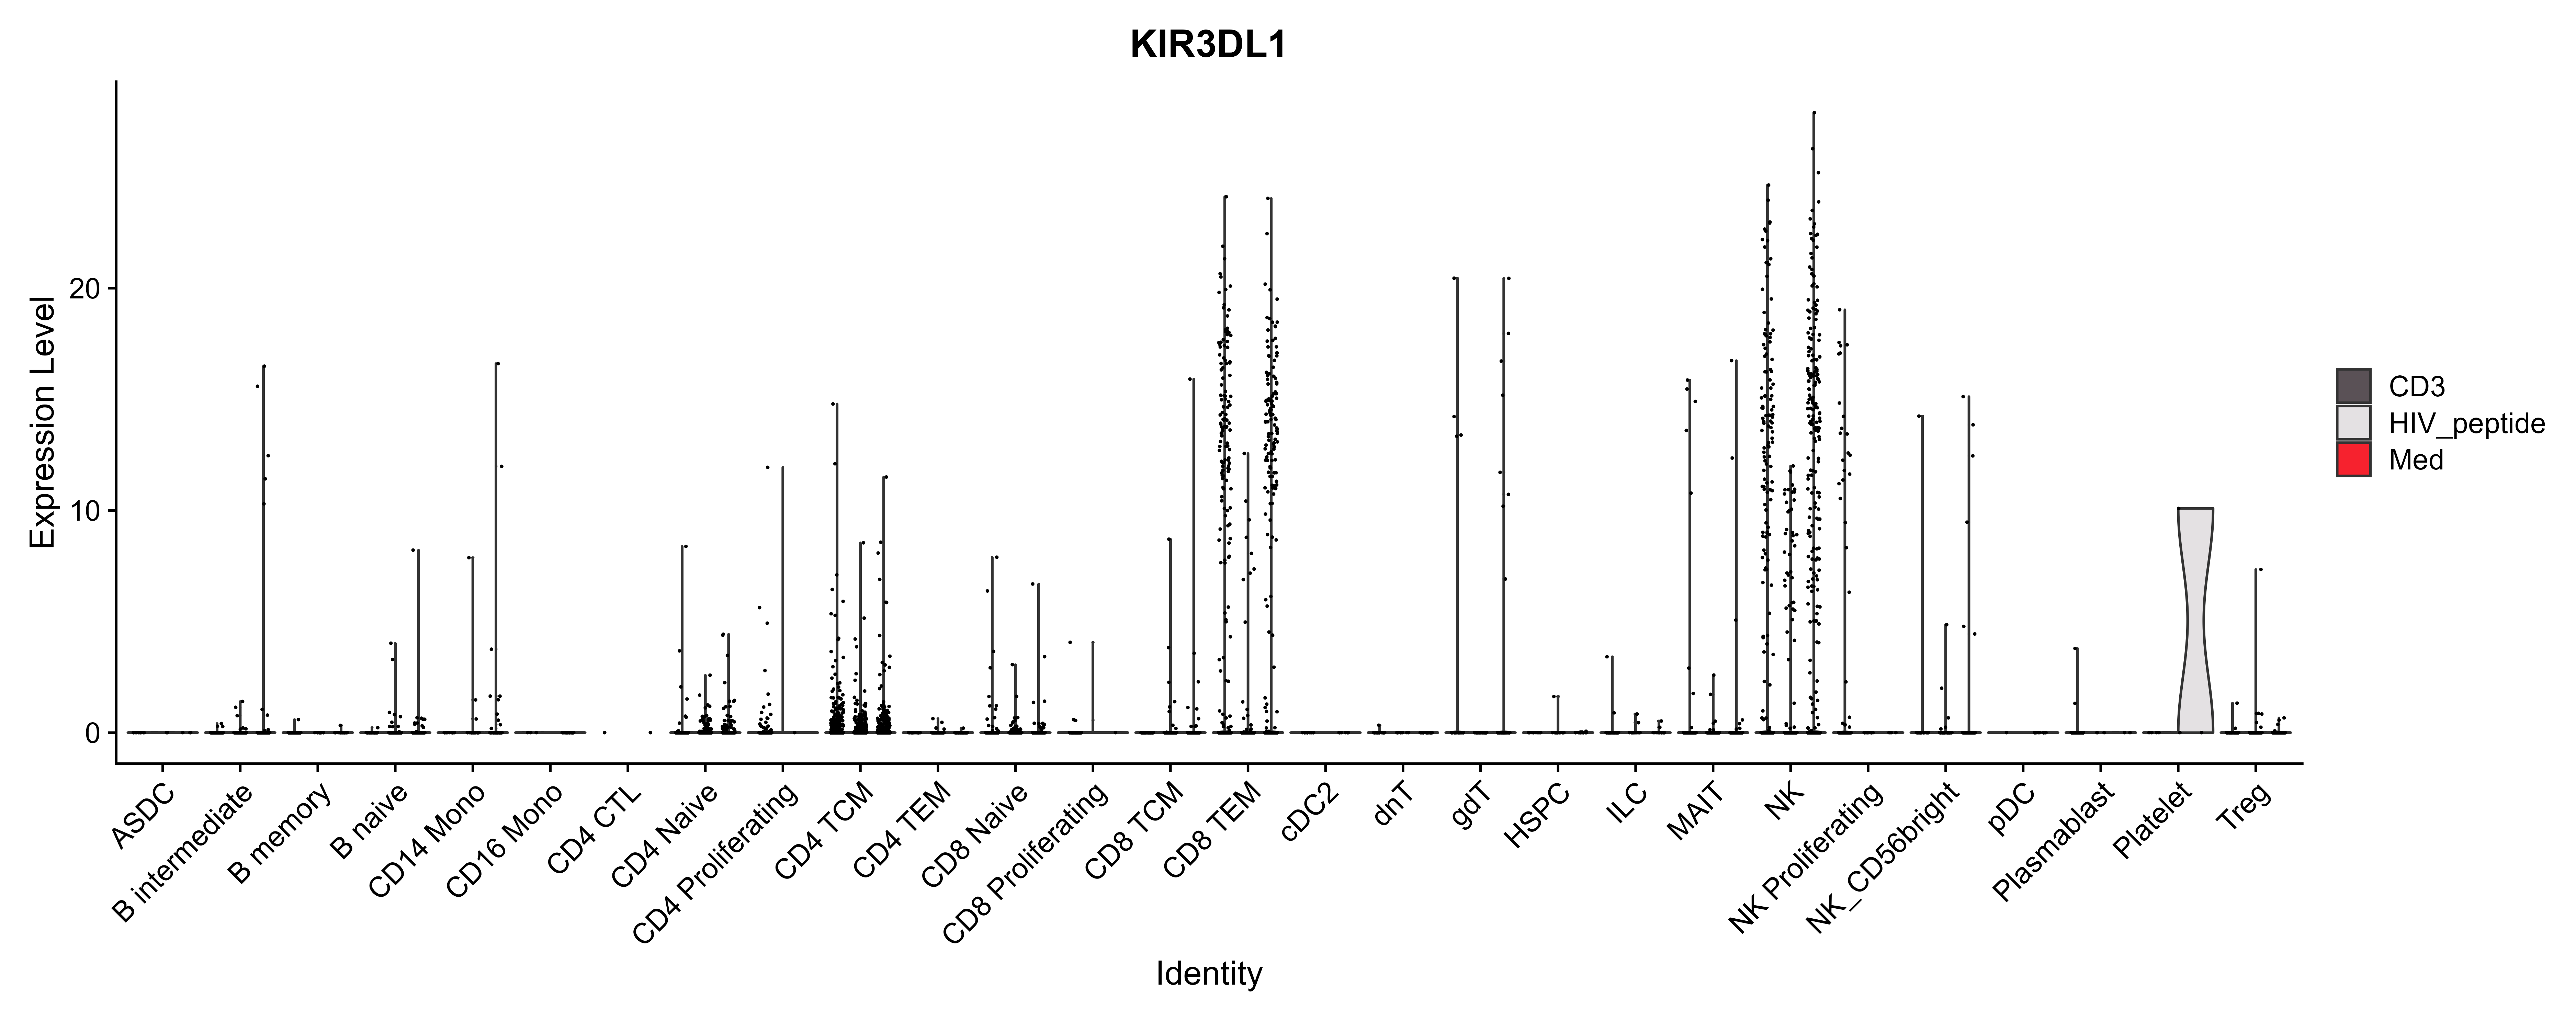 KIR3DL1
Expression Level
20
10
0
CD3
HIV_peptide
Med
ASDC
B intermediate
B memory
B naive
CD14 Mono
CD16 Mono
CD4 CTL
CD4 Naive
CD4 Proliferating
CD4 TCM
CD4 TEM
CD8 Naive
CD8 Proliferating
CD8 TCM
CD8 TEM
cDC2
dnT
gdT
HSPC
ILC
MAIT
NK
NK Proliferating
NK_CD56bright
pDC
Plasmablast
Platelet
Treg
Identity